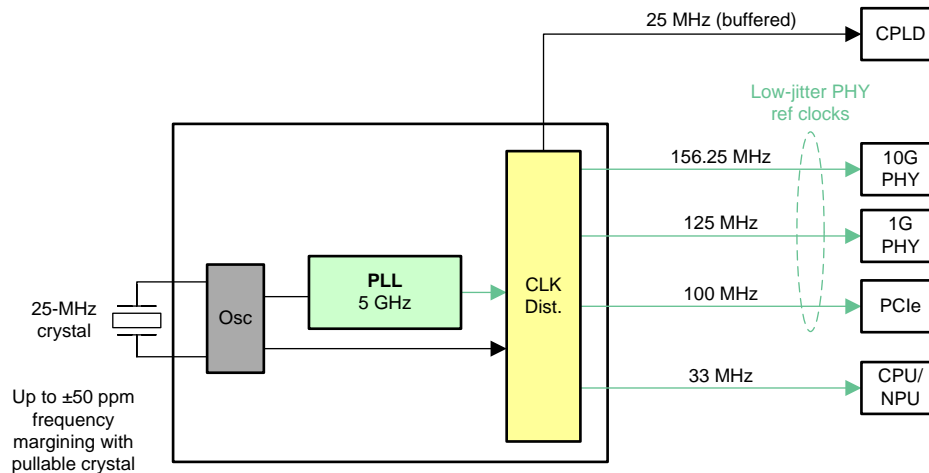 25 MHz (buffered)
CPLD
Low-jitter PHY
ref clocks
156.25 MHz
10G
PHY
125 MHz
1G
PHY
PLL
5 GHz
CLK
Dist.
25-MHz
crystal
Osc
100 MHz
PCIe
33 MHz
CPU/
NPU
Up to ±50 ppm
frequency
margining with
pullable crystal